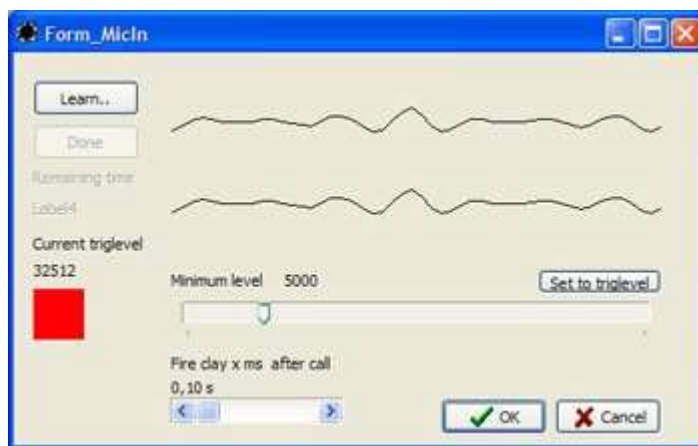 Form_MicIn
Learn..
Done
Remaining time
Label4
Current triglevel
32512
Minimum level 5000
Set to triglevel
Fire clay x ms after call
0,10 s
OK
Cancel